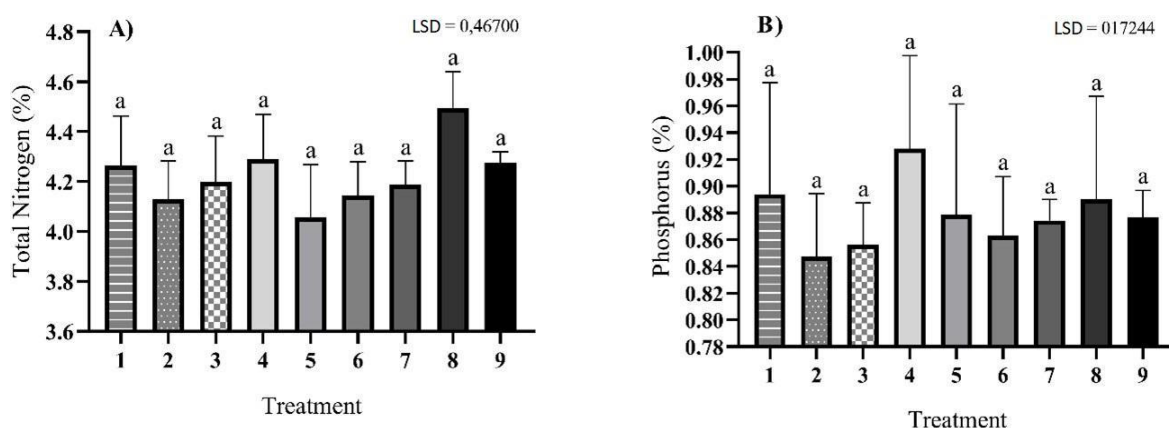 A)
LSD = 0,46700
Total Nitrogen (%)
4.8
4.6
4.4
4.2
4.0
3.8
3.6
a a a a a a a a a
1 2 3 4 5 6 7 8 9
Treatment
B)
LSD = 017244
Phosphorus (%)
1.00
0.98
0.96
0.94
0.92
0.90
0.88
0.86
0.84
0.82
0.80
0.78
a a a a a a a a a
1 2 3 4 5 6 7 8 9
Treatment